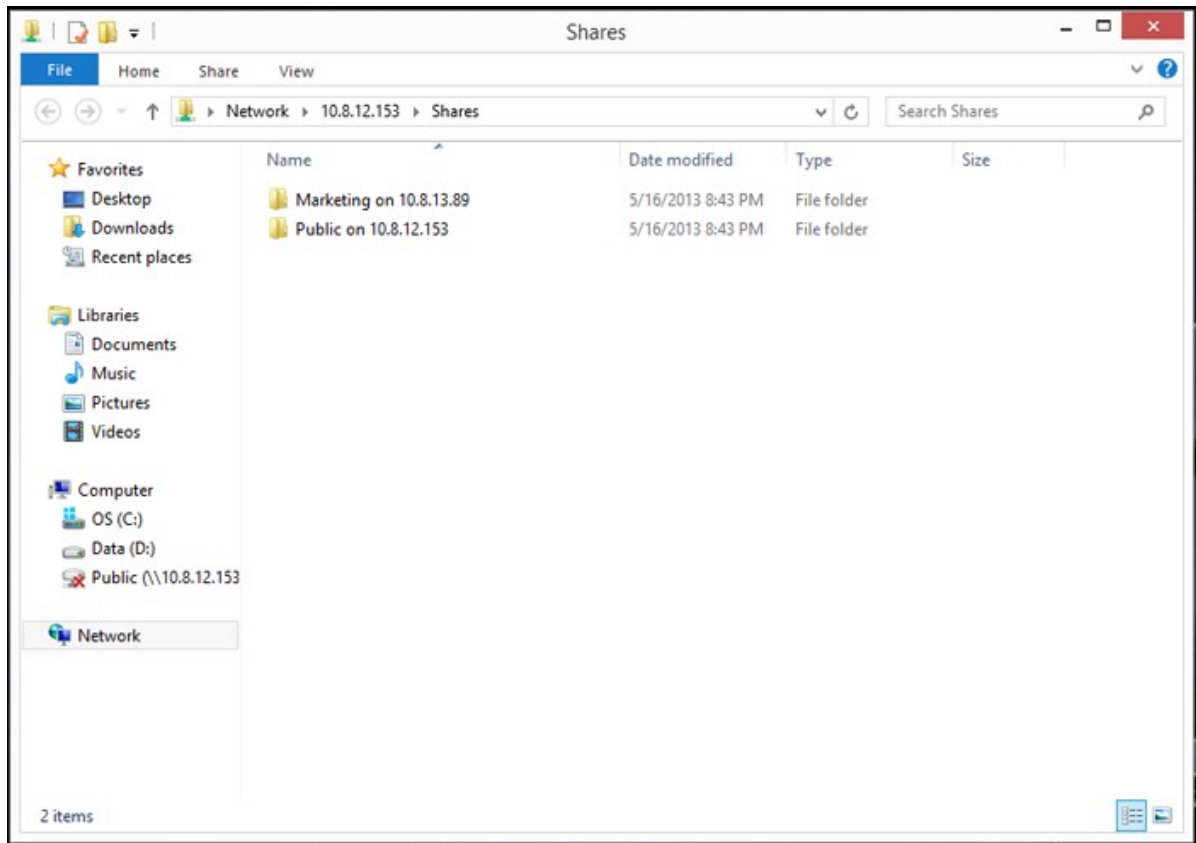 Shares
File Home Share View
Network 10.8.12.153 Shares Search Shares
Name Date modified Type Size
Marketing on 10.8.13.89 5/16/2013 8:43 PM File folder
Public on 10.8.12.153 5/16/2013 8:43 PM File folder
Favorites
Desktop
Downloads
Recent places
Libraries
Documents
Music
Pictures
Videos
Computer
OS (C:)
Data (D:)
Public (\\10.8.12.153
Network
2 items